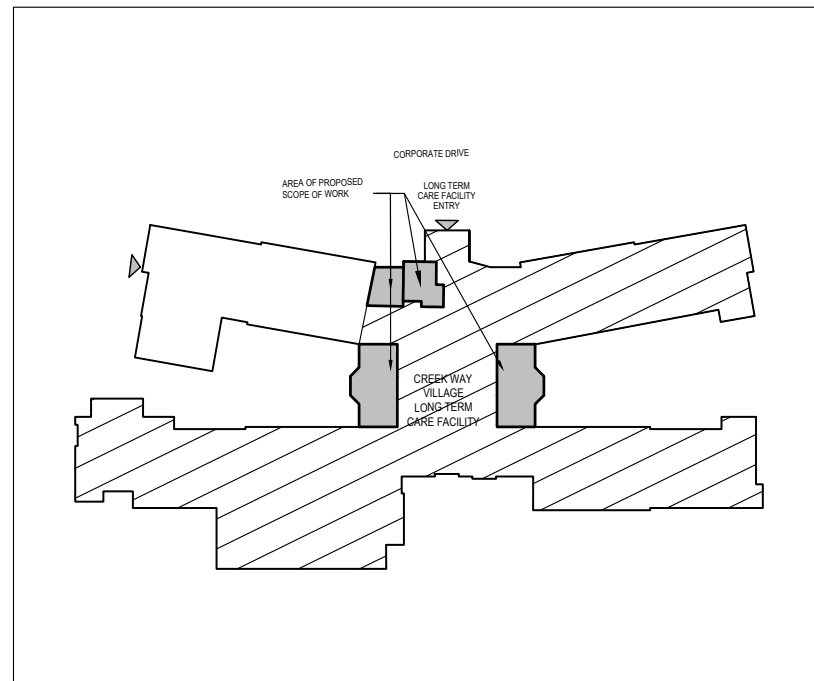 CORPORATE DRIVE
AREA OF PROPOSED
SCOPE OF WORK
LONG TERM
CARE FACILITY
ENTRY
CREEK WAY
VILLAGE
LONG TERM
CARE FACILITY